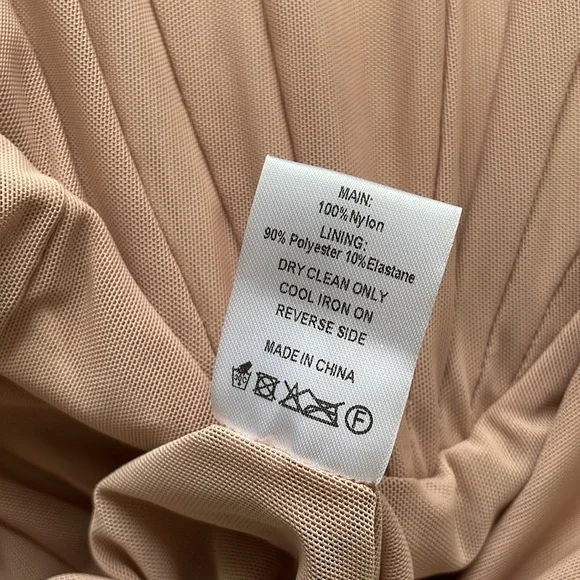 MAIN:
100%Nylon
LINING:
90% Polyester 10%Elastane
DRY CLEAN ONLY
COOL IRON ON
REVERSE SIDE
MADE IN CHINA
F